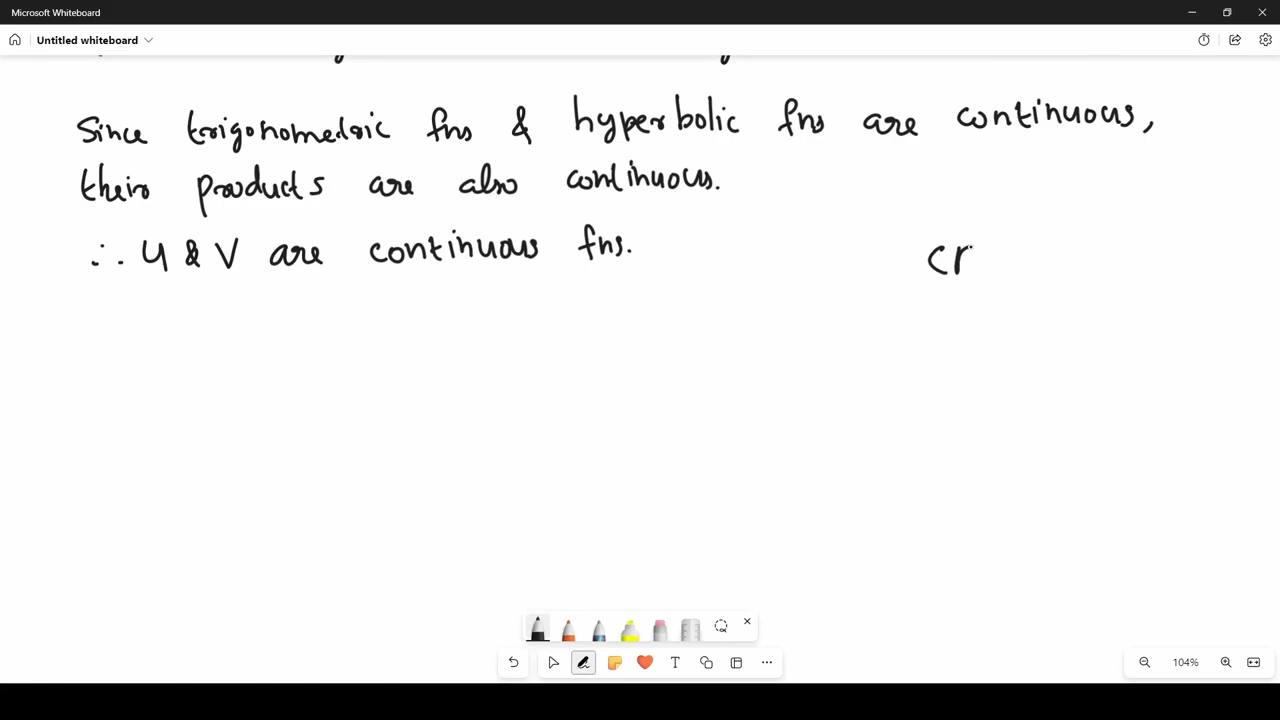 Microsoft Whiteboard
Untitled whiteboard
Since trigonometric fns & hyperbolic fns are continuous,
their products are also continuous.
∴ u & v are continuous fns.
104%